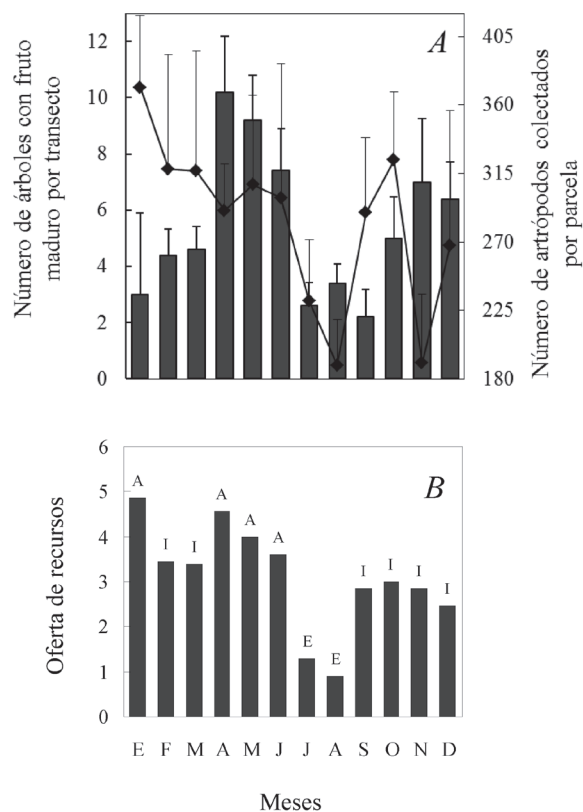 Número de árboles con fruto
maduro por transecto
12
10
8
6
4
2
0
A
405
360
315
270
225
180
Número de artrópodos colectados
por parcela
Oferta de recursos
6
5
4
3
2
1
0
B
A I I A A A E E I I I I
E F M A M J J A S O N D
Meses